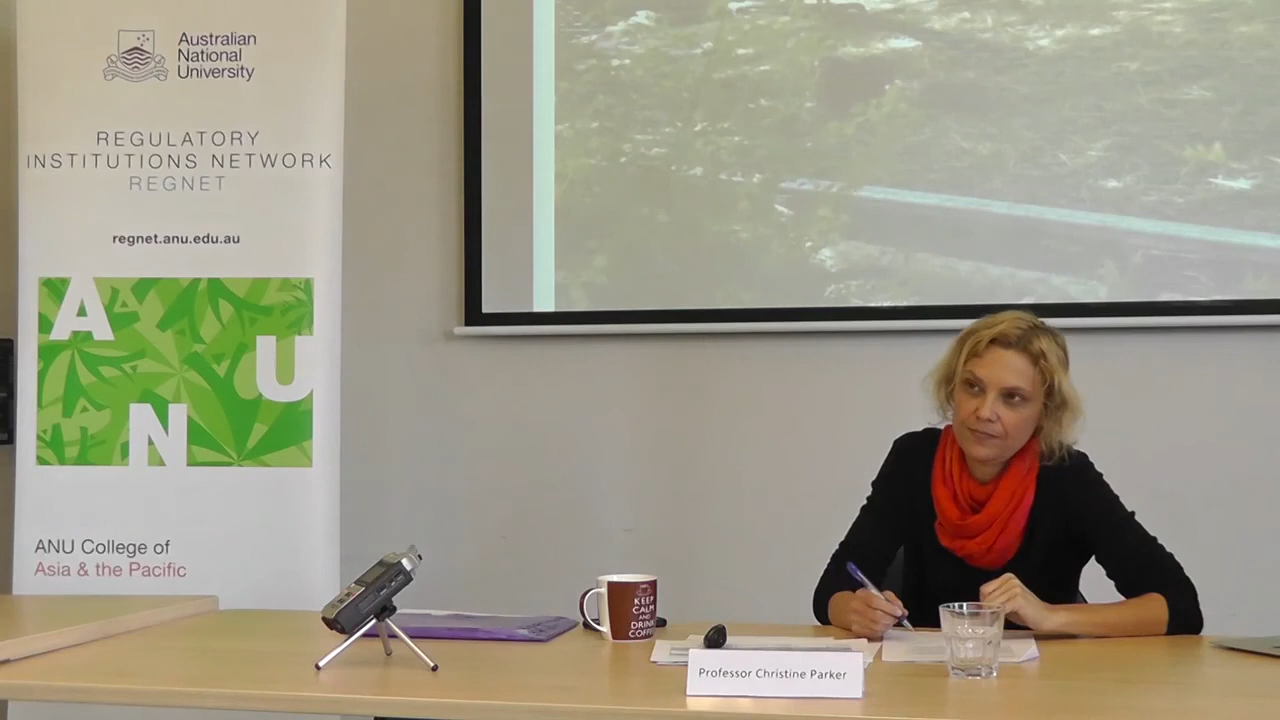 Australian
National
University
REGULATORY
INSTITUTIONS NETWORK
REGNET
regnet.anu.edu.au
A
U
N
ANU College of
Asia & the Pacific
KEEP
CALM
AND
DRINK
COFFEE
Professor Christine Parker